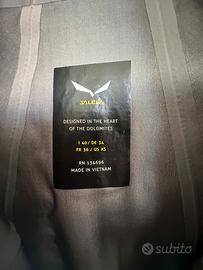 SALEWA
DESIGNED IN THE HEART
OF THE DOLOMITES
I 40 / DE 34
FR 36 / US XS
RN 134696
MADE IN VIETNAM
subito